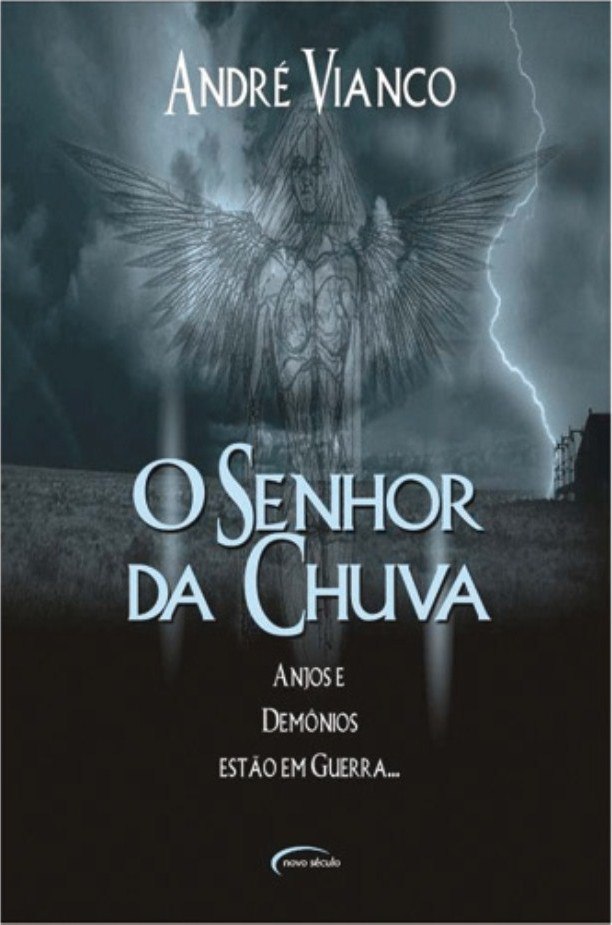 ANDRÉ VIANCO
O SENHOR
DA CHUVA
ANJOS E
DEMÔNIOS
ESTÃO EM GUERRA...
novo século